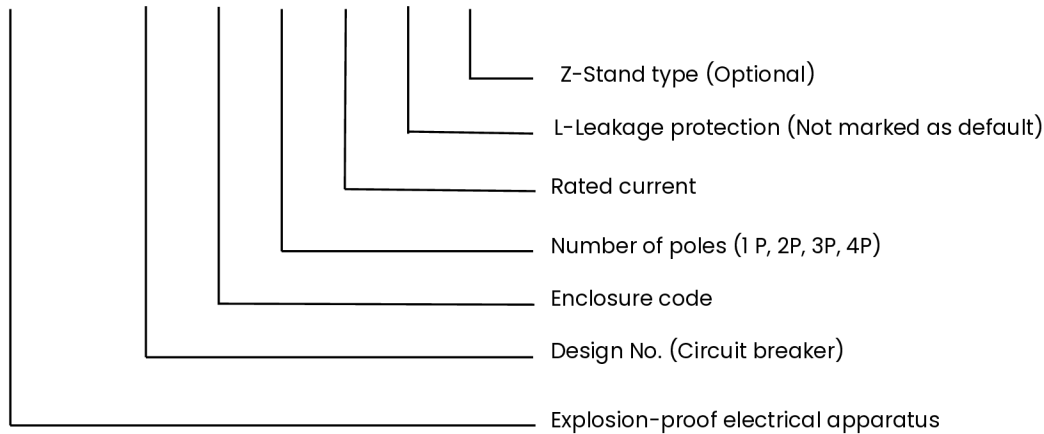 Z-Stand type (Optional)
L-Leakage protection (Not marked as default)
Rated current
Number of poles (1 P, 2P, 3P, 4P)
Enclosure code
Design No. (Circuit breaker)
Explosion-proof electrical apparatus